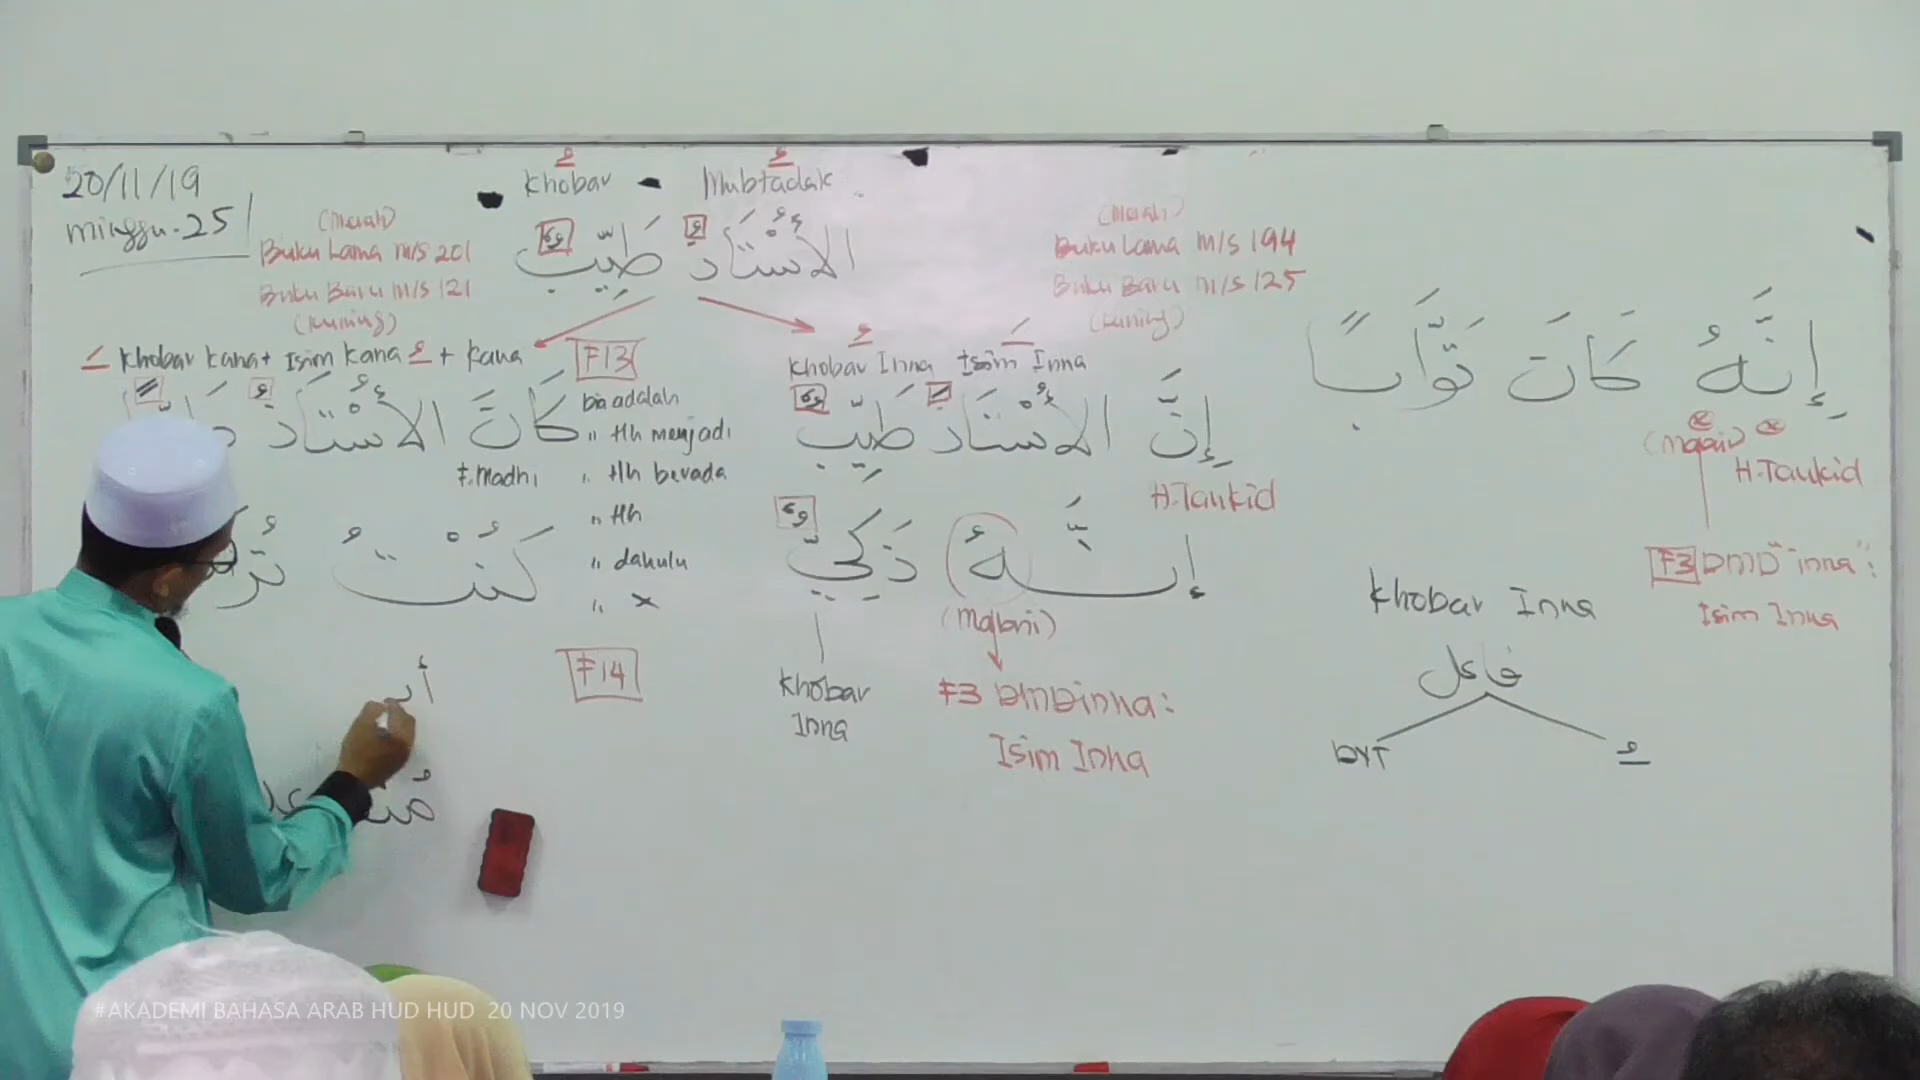 20/11/19
minggu.25
(Merah)
Buku Lama m/s 201
Buku Baru m/s 121
(Kuning)
Khobar - Mubtadak
الأُسْتَاذُ طَيِّبٌ
(Merah)
Buku Lama m/s 194
Buku Baru m/s 125
(Kuning)
Khobar Kana + Isim Kana + Kana
F13
كَانَ الأُسْتَاذُ
F.Madhi
bia adalah
" tlh menjadi
" tlh berada
" tlh
" dahulu
" x
كُنْتُ
F14
Khobar Inna Isim Inna
إِنَّ الأُسْتَاذَ طَيِّبٌ
H.Taukid
إِنَّهُ ذَكِيٌّ
(Mabni)
Khobar
Inna
F3 DMD inna:
Isim Inna
إِنَّهُ كَانَ تَوَّابًا
(Mabni)
H.Taukid
F3 DMD "inna":
Isim Inna
Khobar Inna
فاعل
DYT
#AKADEMI BAHASA ARAB HUD HUD 20 NOV 2019